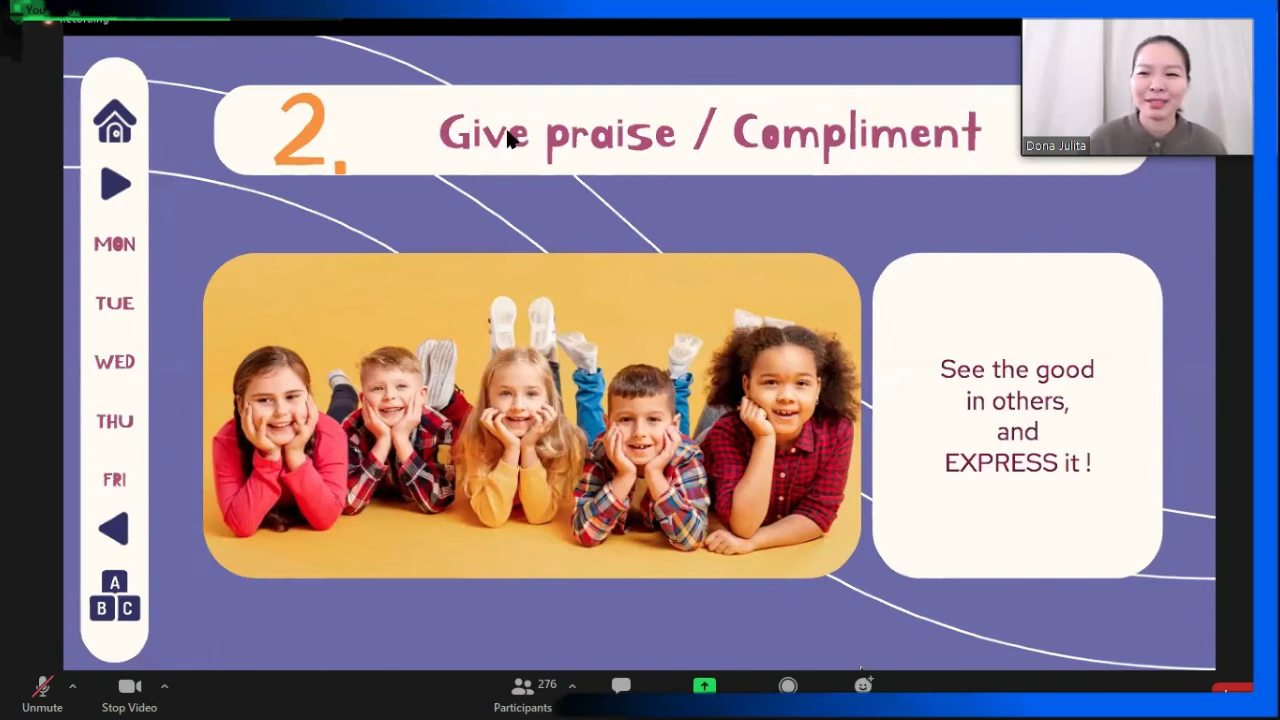 Recording
2. Give praise / Compliment
Dona Julita
MON
TUE
WED
THU
FRI
A
B C
See the good
in others,
and
EXPRESS it !
Unmute
Stop Video
276
Participants